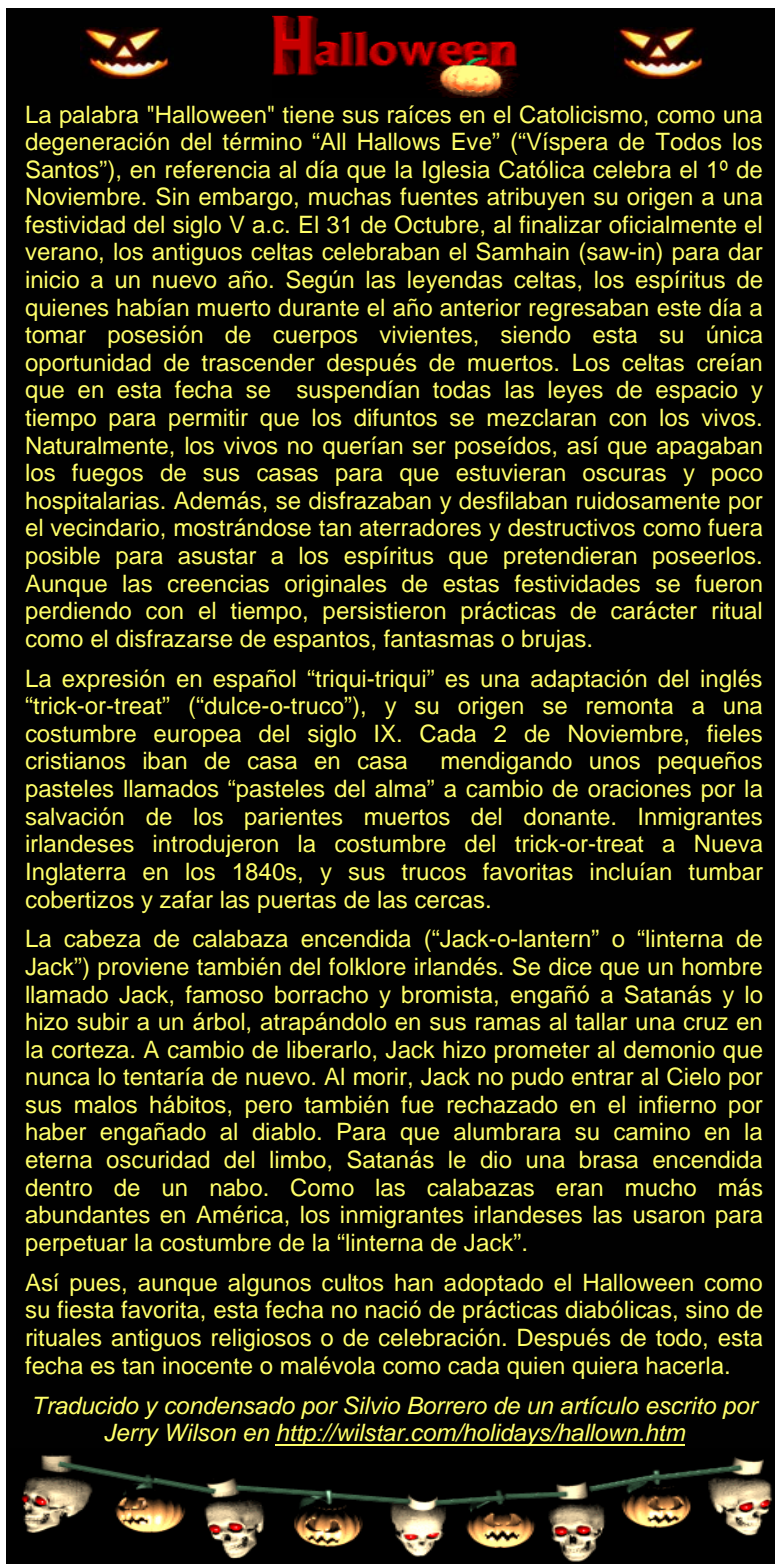 Halloween
La palabra "Halloween" tiene sus raíces en el Catolicismo, como una
degeneración del término “All Hallows Eve” (“Víspera de Todos los
Santos”), en referencia al día que la Iglesia Católica celebra el 1º de
Noviembre. Sin embargo, muchas fuentes atribuyen su origen a una
festividad del siglo V a.c. El 31 de Octubre, al finalizar oficialmente el
verano, los antiguos celtas celebraban el Samhain (saw-in) para dar
inicio a un nuevo año. Según las leyendas celtas, los espíritus de
quienes habían muerto durante el año anterior regresaban este día a
tomar posesión de cuerpos vivientes, siendo esta su única
oportunidad de trascender después de muertos. Los celtas creían
que en esta fecha se suspendían todas las leyes de espacio y
tiempo para permitir que los difuntos se mezclaran con los vivos.
Naturalmente, los vivos no querían ser poseídos, así que apagaban
los fuegos de sus casas para que estuvieran oscuras y poco
hospitalarias. Además, se disfrazaban y desfilaban ruidosamente por
el vecindario, mostrándose tan aterradores y destructivos como fuera
posible para asustar a los espíritus que pretendieran poseerlos.
Aunque las creencias originales de estas festividades se fueron
perdiendo con el tiempo, persistieron prácticas de carácter ritual
como el disfrazarse de espantos, fantasmas o brujas.
La expresión en español “triqui-triqui” es una adaptación del inglés
“trick-or-treat” (“dulce-o-truco”), y su origen se remonta a una
costumbre europea del siglo IX. Cada 2 de Noviembre, fieles
cristianos iban de casa en casa mendigando unos pequeños
pasteles llamados “pasteles del alma” a cambio de oraciones por la
salvación de los parientes muertos del donante. Inmigrantes
irlandeses introdujeron la costumbre del trick-or-treat a Nueva
Inglaterra en los 1840s, y sus trucos favoritas incluían tumbar
cobertizos y zafar las puertas de las cercas.
La cabeza de calabaza encendida (“Jack-o-lantern” o “linterna de
Jack”) proviene también del folklore irlandés. Se dice que un hombre
llamado Jack, famoso borracho y bromista, engañó a Satanás y lo
hizo subir a un árbol, atrapándolo en sus ramas al tallar una cruz en
la corteza. A cambio de liberarlo, Jack hizo prometer al demonio que
nunca lo tentaría de nuevo. Al morir, Jack no pudo entrar al Cielo por
sus malos hábitos, pero también fue rechazado en el infierno por
haber engañado al diablo. Para que alumbrara su camino en la
eterna oscuridad del limbo, Satanás le dio una brasa encendida
dentro de un nabo. Como las calabazas eran mucho más
abundantes en América, los inmigrantes irlandeses las usaron para
perpetuar la costumbre de la “linterna de Jack”.
Así pues, aunque algunos cultos han adoptado el Halloween como
su fiesta favorita, esta fecha no nació de prácticas diabólicas, sino de
rituales antiguos religiosos o de celebración. Después de todo, esta
fecha es tan inocente o malévola como cada quien quiera hacerla.
Traducido y condensado por Silvio Borrero de un artículo escrito por
Jerry Wilson en http://wilstar.com/holidays/hallown.htm